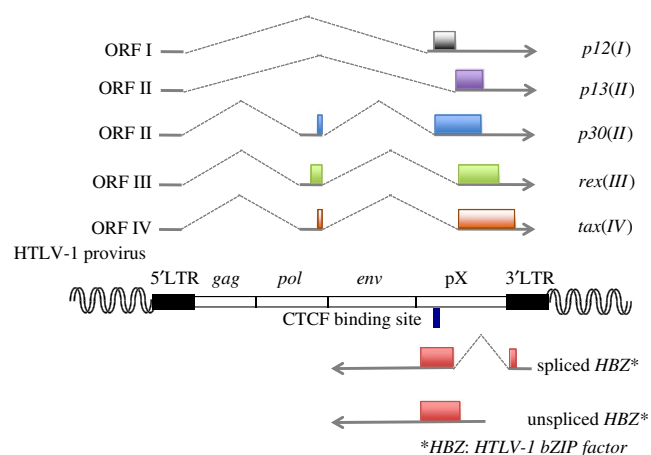 ORF I p12(I)
ORF II p13(II)
ORF II p30(II)
ORF III rex(III)
ORF IV tax(IV)
HTLV-1 provirus
5′LTR gag pol env pX 3′LTR
CTCF binding site
spliced HBZ*
unspliced HBZ*
*HBZ: HTLV-1 bZIP factor